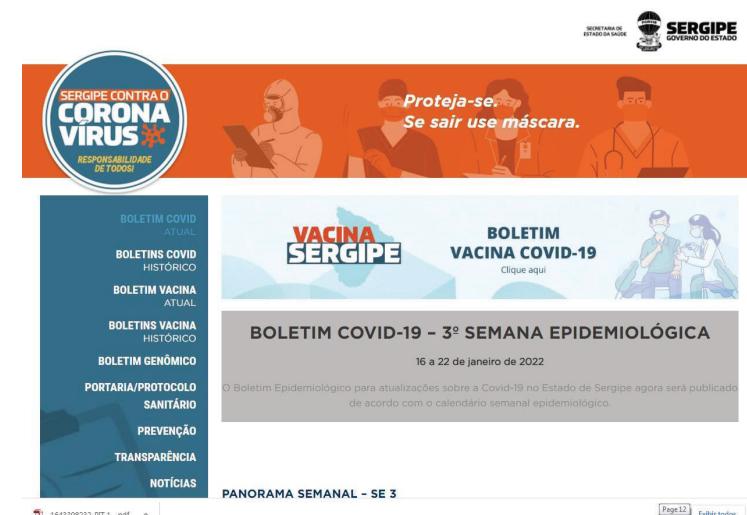 SECRETARIA DE
ESTADO DA SAÚDE
SERGIPE
GOVERNO DO ESTADO
SERGIPE CONTRA O
CORONA
VÍRUS
RESPONSABILIDADE
DE TODOS!
Proteja-se.
Se sair use máscara.
BOLETIM COVID
ATUAL
BOLETINS COVID
HISTÓRICO
BOLETIM VACINA
ATUAL
BOLETINS VACINA
HISTÓRICO
BOLETIM GENÔMICO
PORTARIA/PROTOCOLO
SANITÁRIO
PREVENÇÃO
TRANSPARÊNCIA
NOTÍCIAS
VACINA
SERGIPE
BOLETIM
VACINA COVID-19
Clique aqui
BOLETIM COVID-19 – 3º SEMANA EPIDEMIOLÓGICA
16 a 22 de janeiro de 2022
O Boletim Epidemiológico para atualizações sobre a Covid-19 no Estado de Sergipe agora será publicado
de acordo com o calendário semanal epidemiológico.
PANORAMA SEMANAL – SE 3
Page 12
Exibir todos